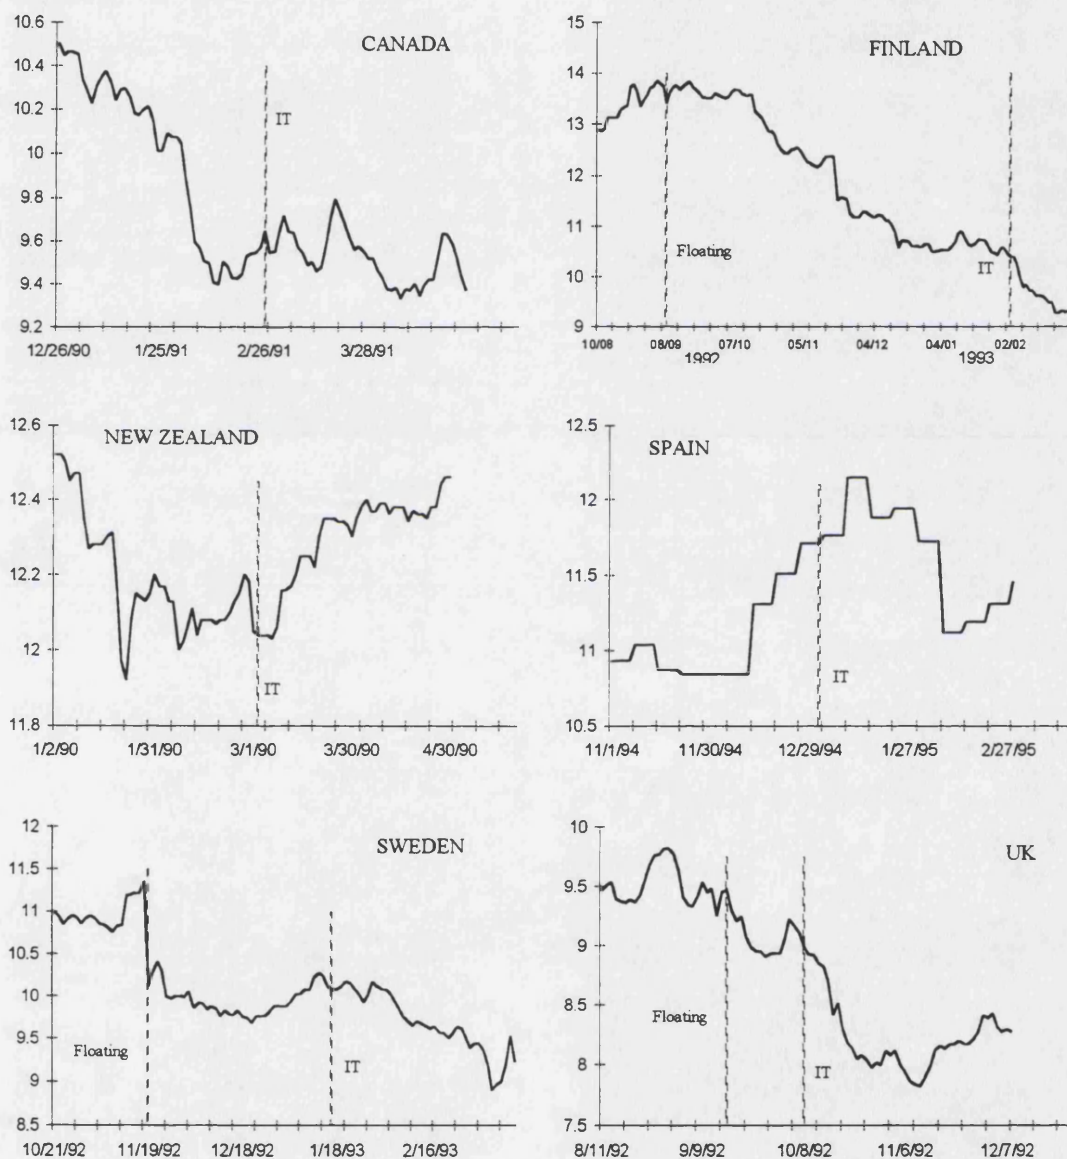 CANADA
10.6
10.4
10.2
10
9.8
9.6
9.4
9.2
IT
12/26/90 1/25/91 2/26/91 3/28/91
FINLAND
15
14
13
12
11
10
9
Floating
IT
10/08 08/09 07/10 05/11 04/12 04/01 02/02
1992 1993
NEW ZEALAND
12.6
12.4
12.2
12
11.8
IT
1/2/90 1/31/90 3/1/90 3/30/90 4/30/90
SPAIN
12.5
12
11.5
11
10.5
IT
11/1/94 11/30/94 12/29/94 1/27/95 2/27/95
SWEDEN
12
11.5
11
10.5
10
9.5
9
8.5
Floating
IT
10/21/92 11/19/92 12/18/92 1/18/93 2/16/93
UK
10
9.5
9
8.5
8
7.5
Floating
IT
8/11/92 9/9/92 10/8/92 11/6/92 12/7/92